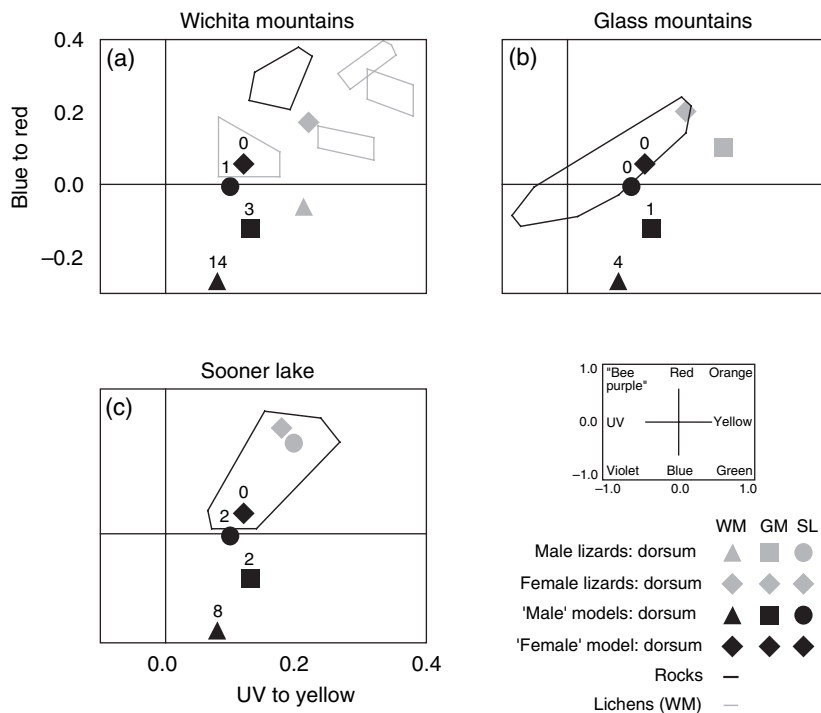 Wichita mountains
Glass mountains
0.4
(a)
(b)
0.2
0
0
1
0
Blue to red
0.0
3
1
−0.2
14
4
Sooner lake
(c)
1.0
"Bee purple"
Red
Orange
0.0
UV
Yellow
Violet
Blue
Green
−1.0
−1.0
0.0
1.0
0
2
2
8
0.0
0.2
0.4
UV to yellow
WM GM SL
Male lizards: dorsum
Female lizards: dorsum
'Male' models: dorsum
'Female' model: dorsum
Rocks
Lichens (WM)